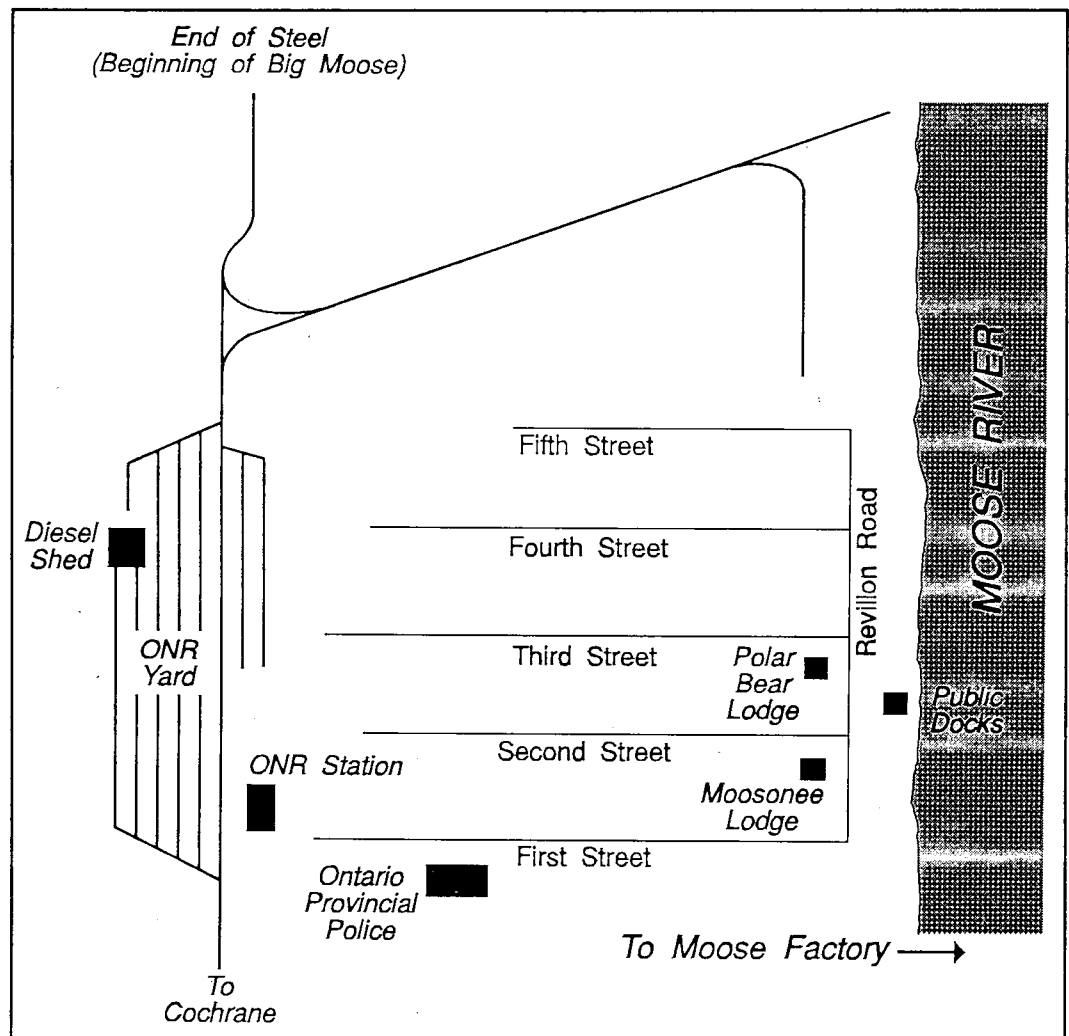 End of Steel
(Beginning of Big Moose)
Fifth Street
Diesel
Shed
Fourth Street
Revillon Road
MOOSE RIVER
ONR
Yard
Third Street
Polar
Bear
Lodge
Public
Docks
ONR Station
Second Street
Moosonee
Lodge
First Street
Ontario
Provincial
Police
To Moose Factory
To
Cochrane